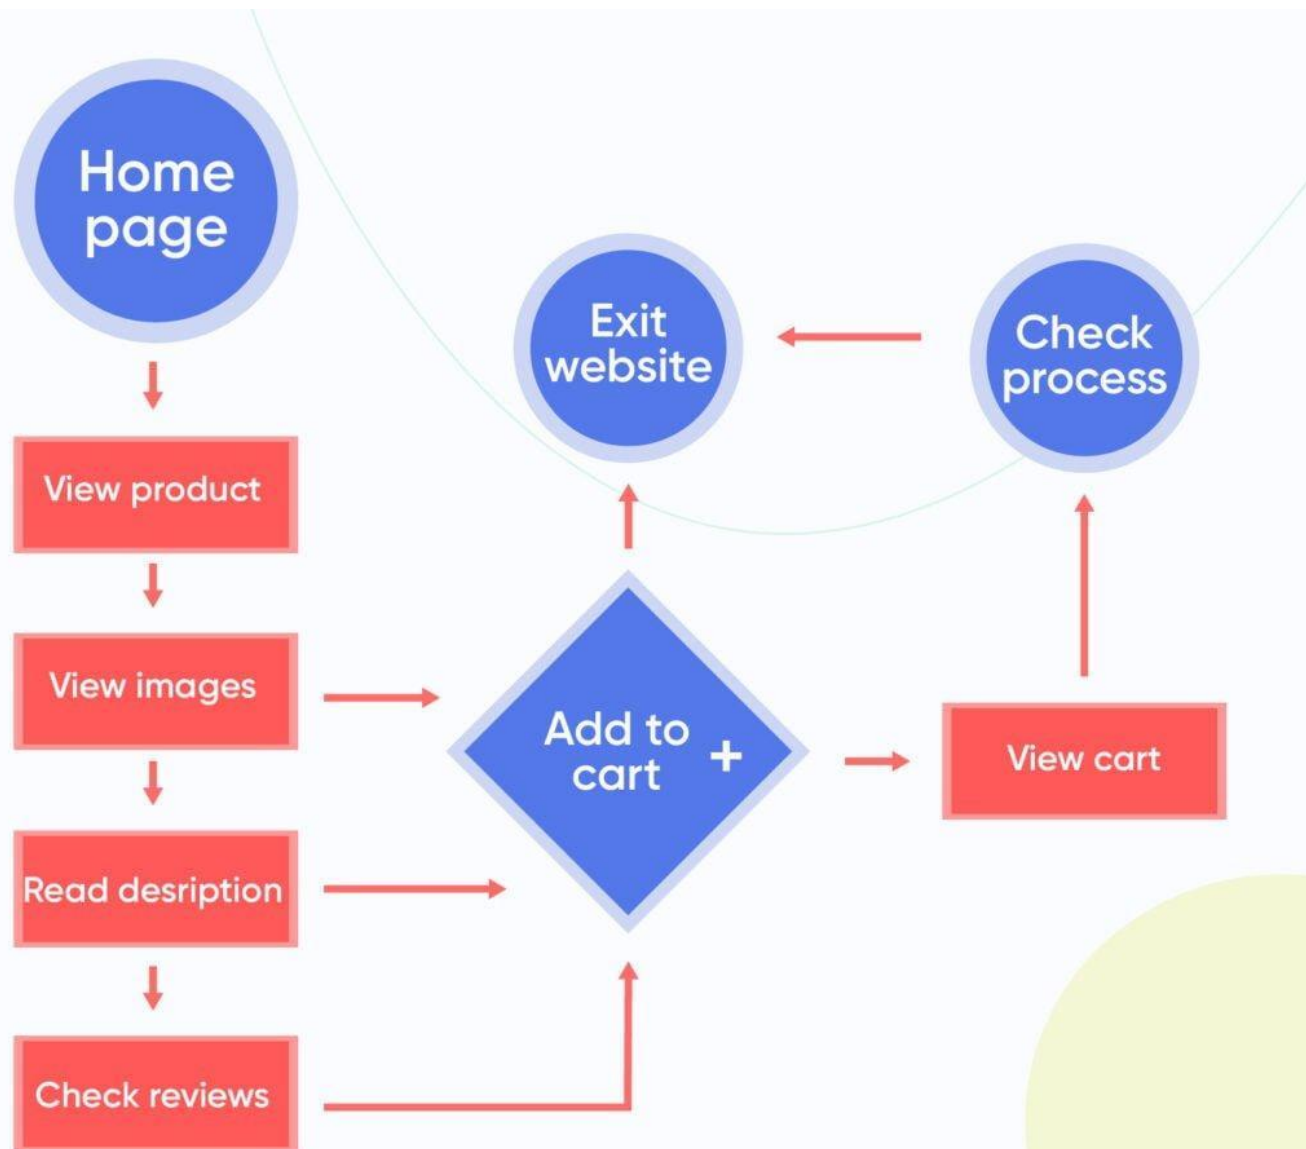 Home
page
Exit
website
Check
process
View product
View images
Add to
cart +
View cart
Read desription
Check reviews